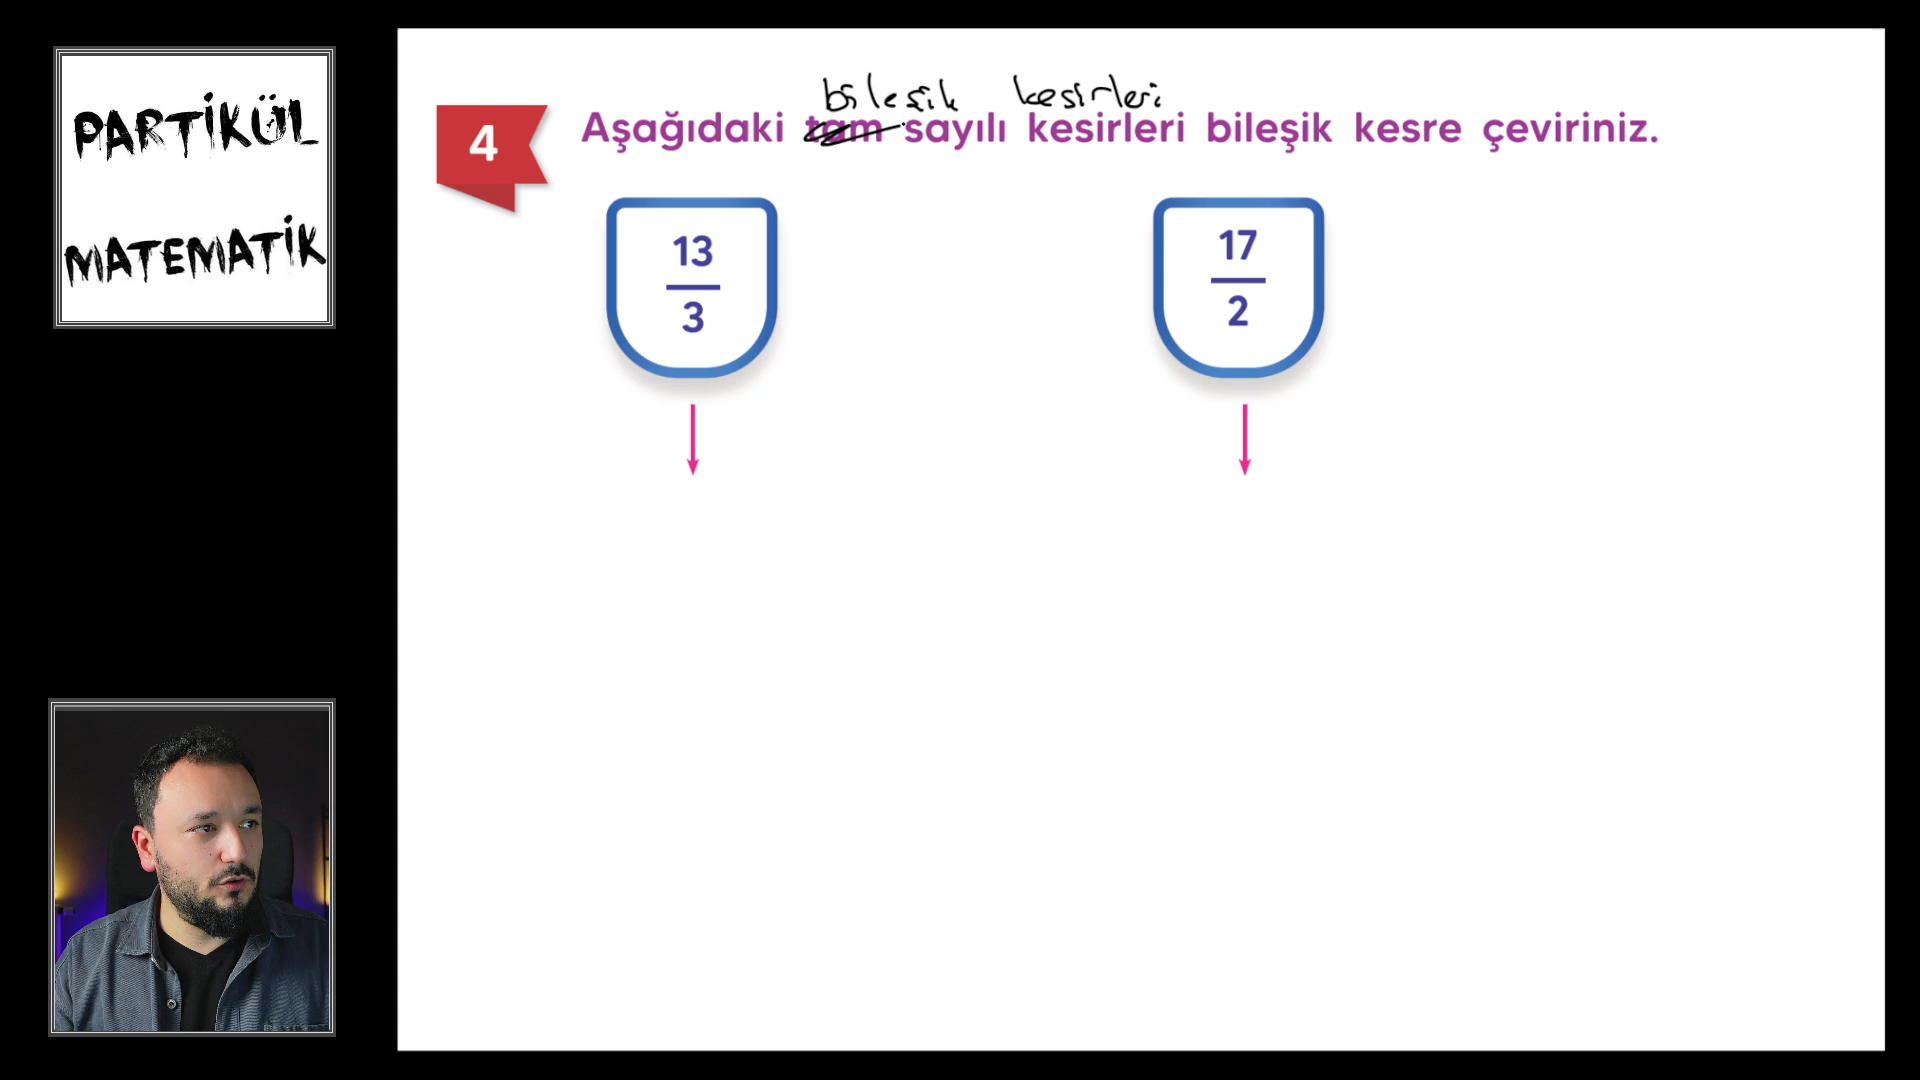 PARTİKÜL
MATEMATİK
bileşik kesirleri
4
Aşağıdaki tam sayılı kesirleri bileşik kesre çeviriniz.
13
3
17
2